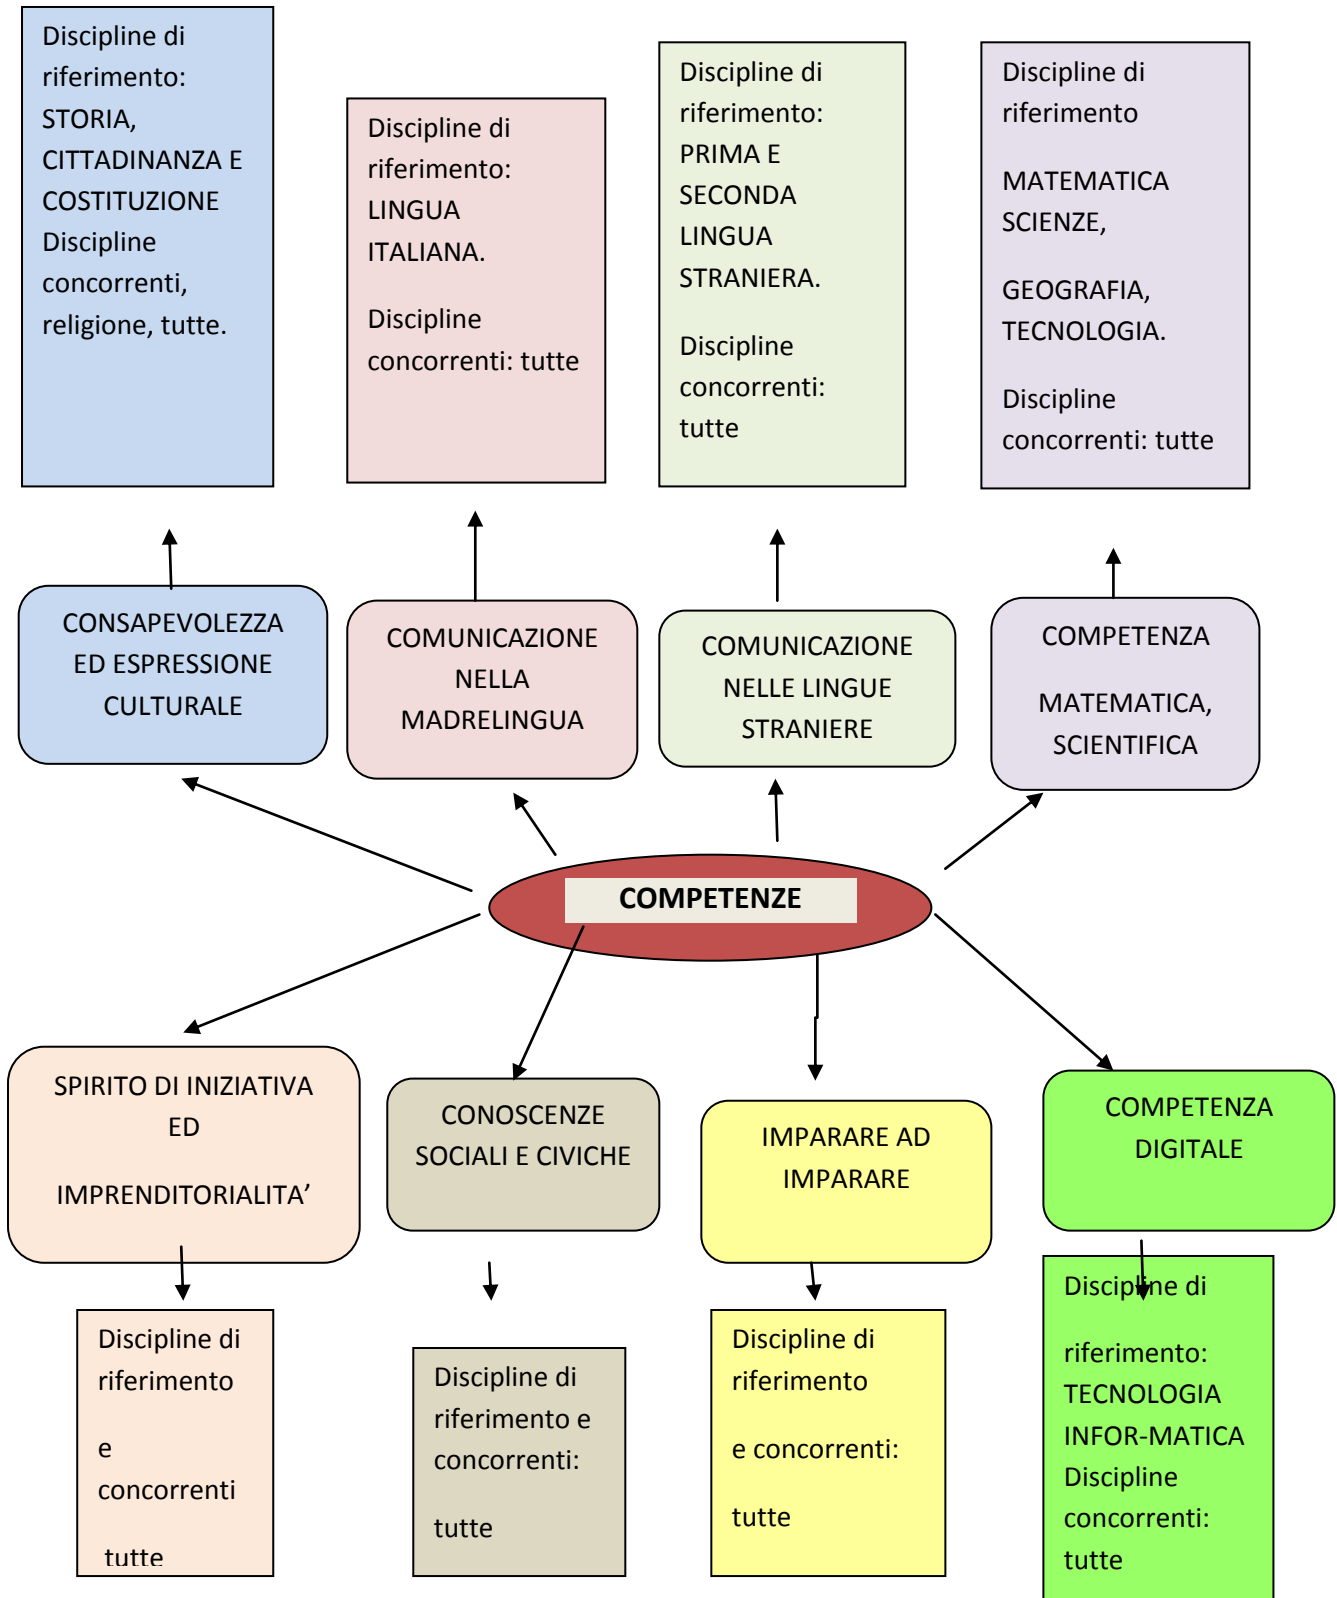 Discipline di
riferimento:
STORIA,
CITTADINANZA E
COSTITUZIONE
Discipline
concorrenti,
religione, tutte.
Discipline di
riferimento:
LINGUA
ITALIANA.
Discipline
concorrenti: tutte
Discipline di
riferimento:
PRIMA E
SECONDA
LINGUA
STRANIERA.
Discipline
concorrenti:
tutte
Discipline di
riferimento
MATEMATICA
SCIENZE,
GEOGRAFIA,
TECNOLOGIA.
Discipline
concorrenti: tutte
CONSAPEVOLEZZA
ED ESPRESSIONE
CULTURALE
COMUNICAZIONE
NELLA
MADRELINGUA
COMUNICAZIONE
NELLE LINGUE
STRANIERE
COMPETENZA
MATEMATICA,
SCIENTIFICA
COMPETENZE
SPIRITO DI INIZIATIVA
ED
IMPRENDITORIALITA’
CONOSCENZE
SOCIALI E CIVICHE
IMPARARE AD
IMPARARE
COMPETENZA
DIGITALE
Discipline di
riferimento
e
concorrenti
tutte
Discipline di
riferimento e
concorrenti:
tutte
Discipline di
riferimento
e concorrenti:
tutte
Discipline di
riferimento:
TECNOLOGIA
INFOR-MATICA
Discipline
concorrenti:
tutte